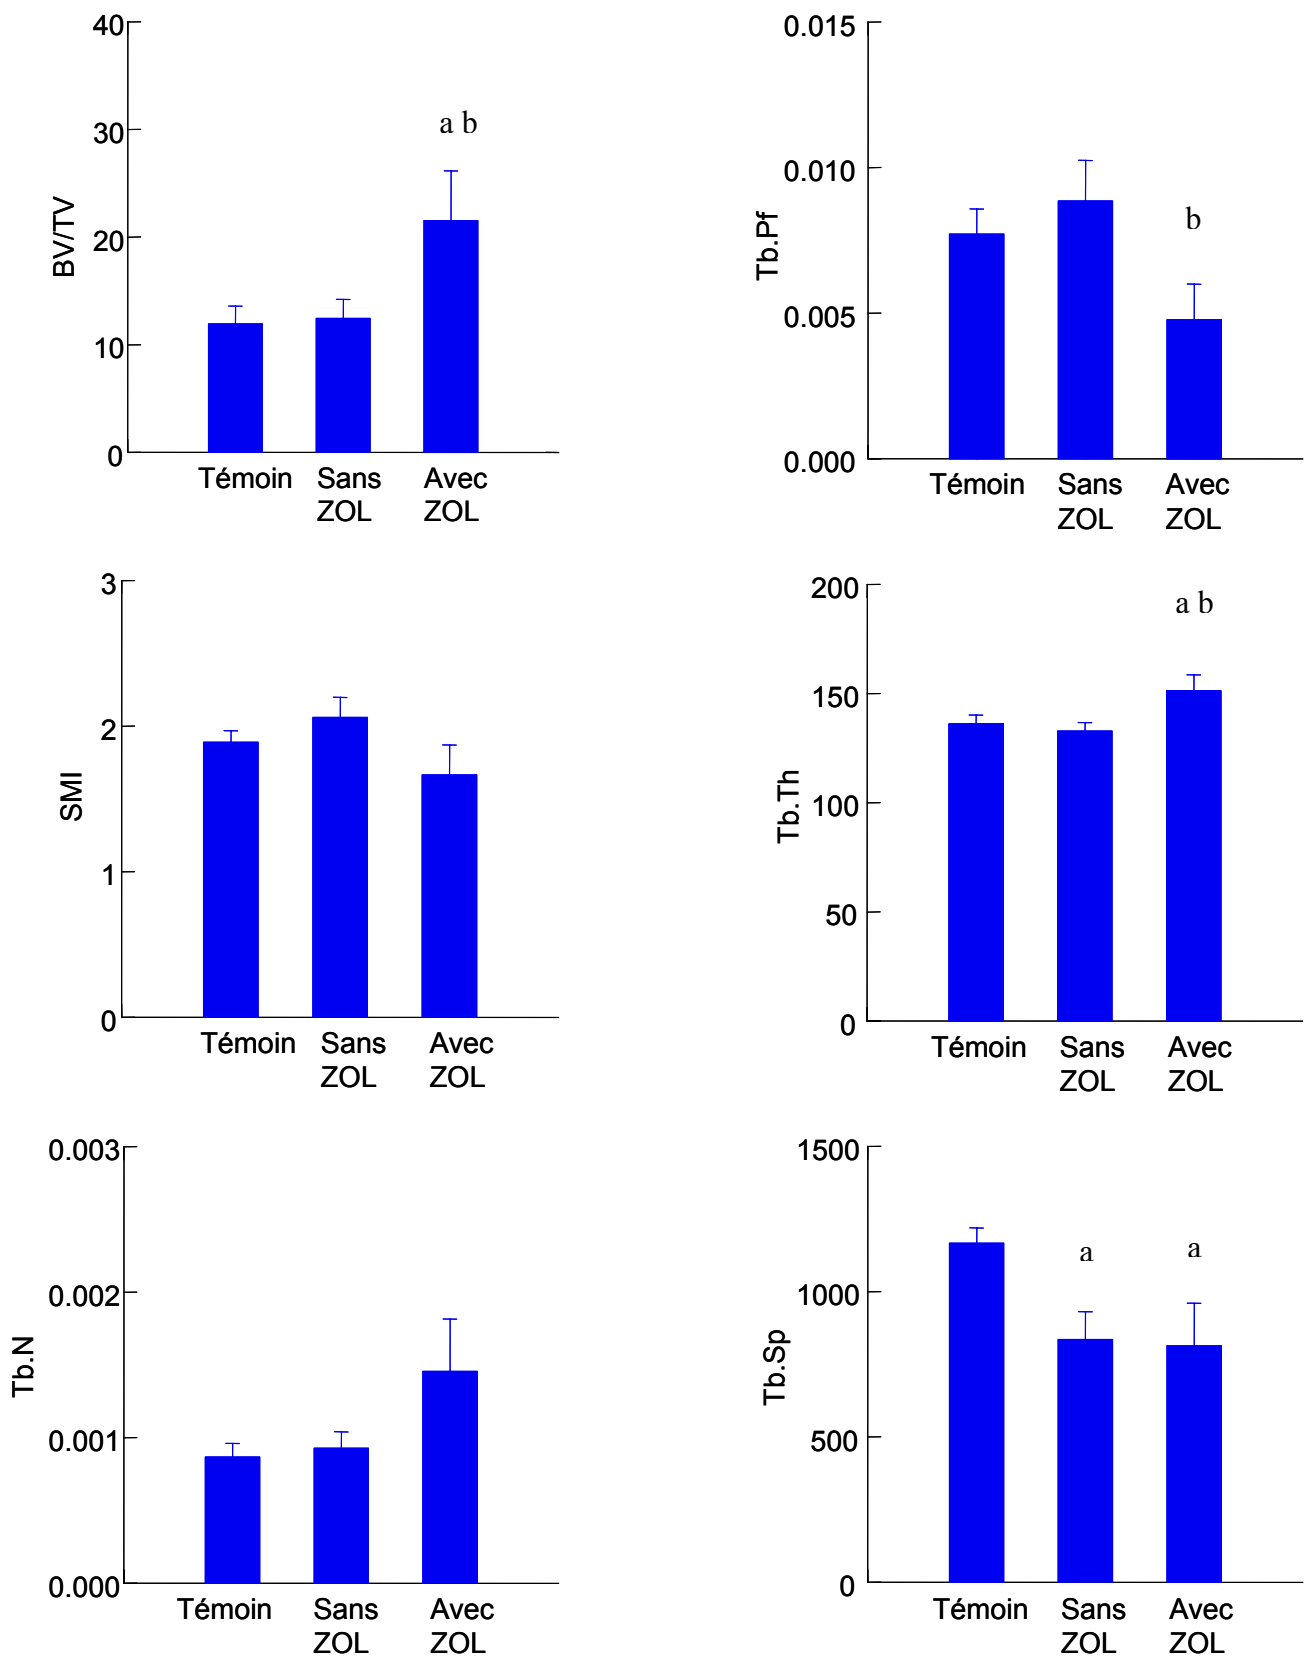 40
30
20
10
0
BV/TV
a b
Témoin Sans Avec
ZOL ZOL
0.015
0.010
0.005
0.000
Tb.Pf
b
Témoin Sans Avec
ZOL ZOL
3
2
1
0
SMI
Témoin Sans Avec
ZOL ZOL
200
150
100
50
0
Tb.Th
a b
Témoin Sans Avec
ZOL ZOL
0.003
0.002
0.001
0.000
Tb.N
Témoin Sans Avec
ZOL ZOL
1500
1000
500
0
Tb.Sp
a a
Témoin Sans Avec
ZOL ZOL